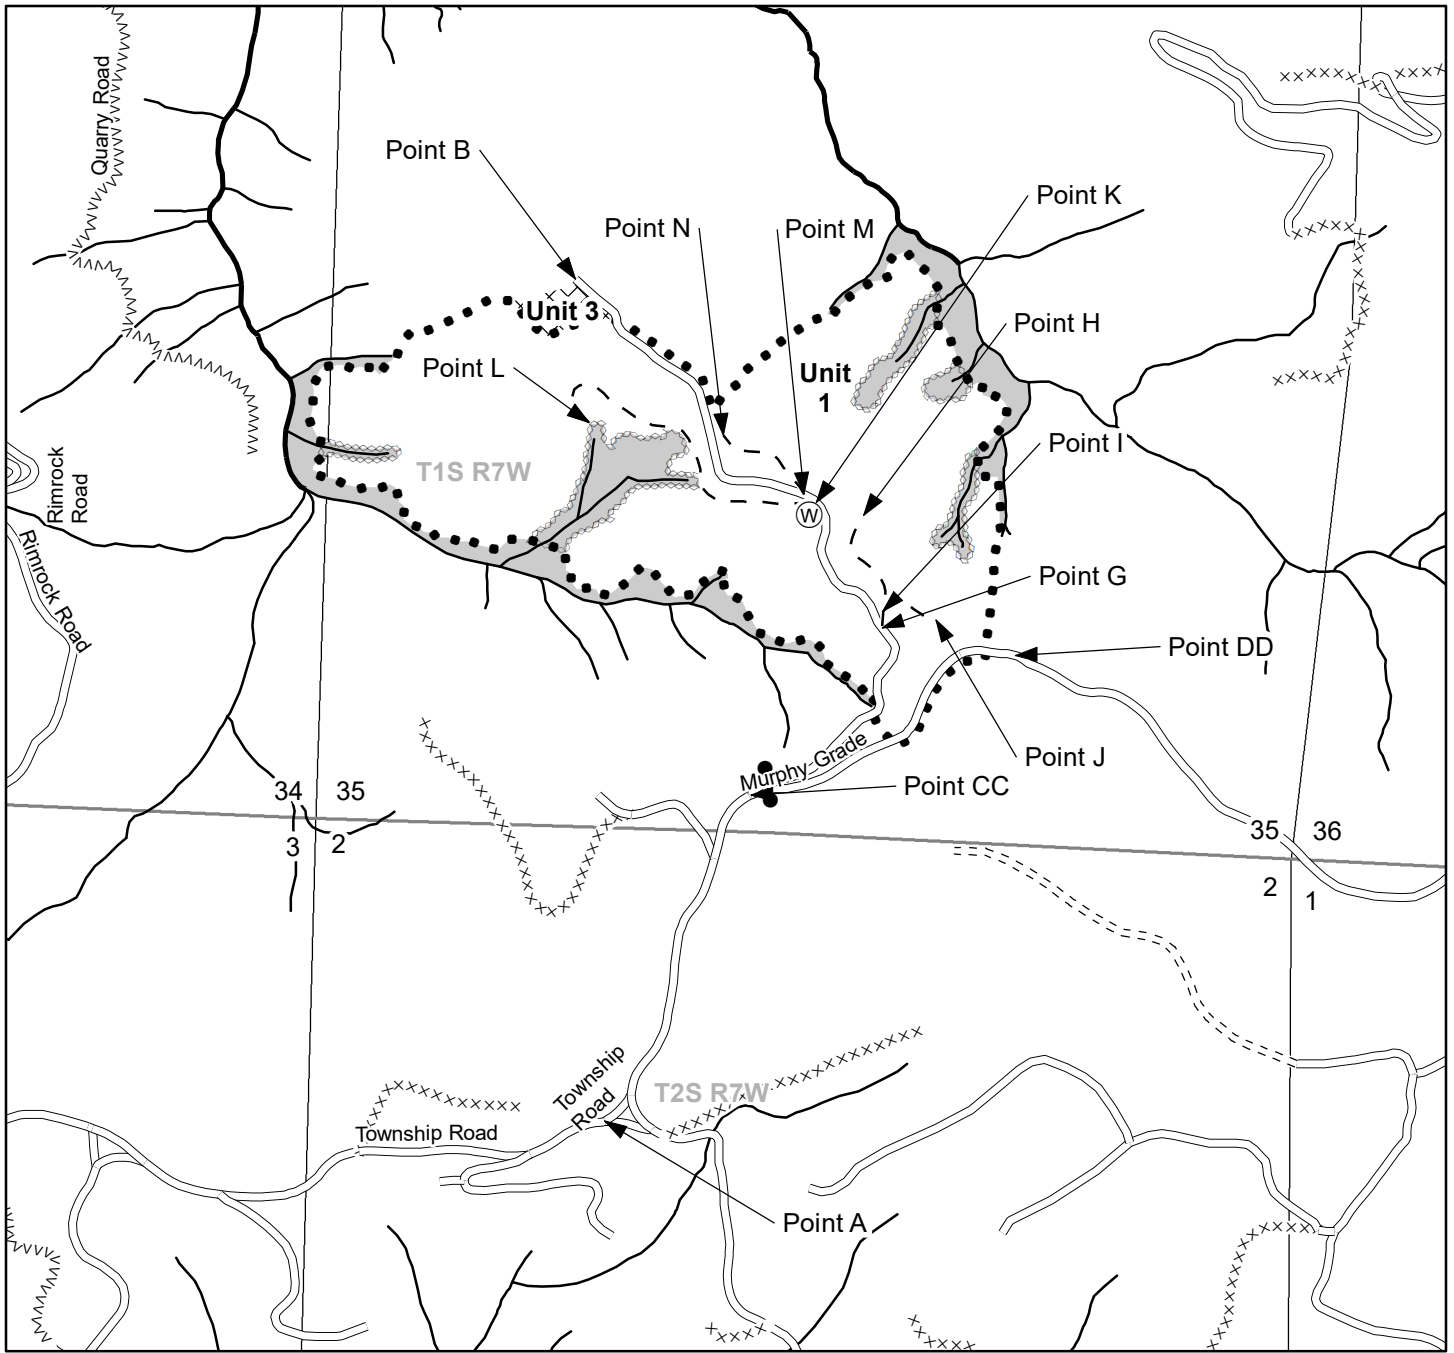 Quarry Road
Point B
Point K
Point N
Point M
Unit 3
Point H
Point L
Unit
1
Point I
T1S R7W
Rimrock
Road
W
Rimrock Road
Point G
Point DD
Point J
Murphy Grade
Point CC
34
35
3
2
35
36
2
1
Township
Road
T2S R7W
Township Road
Point A